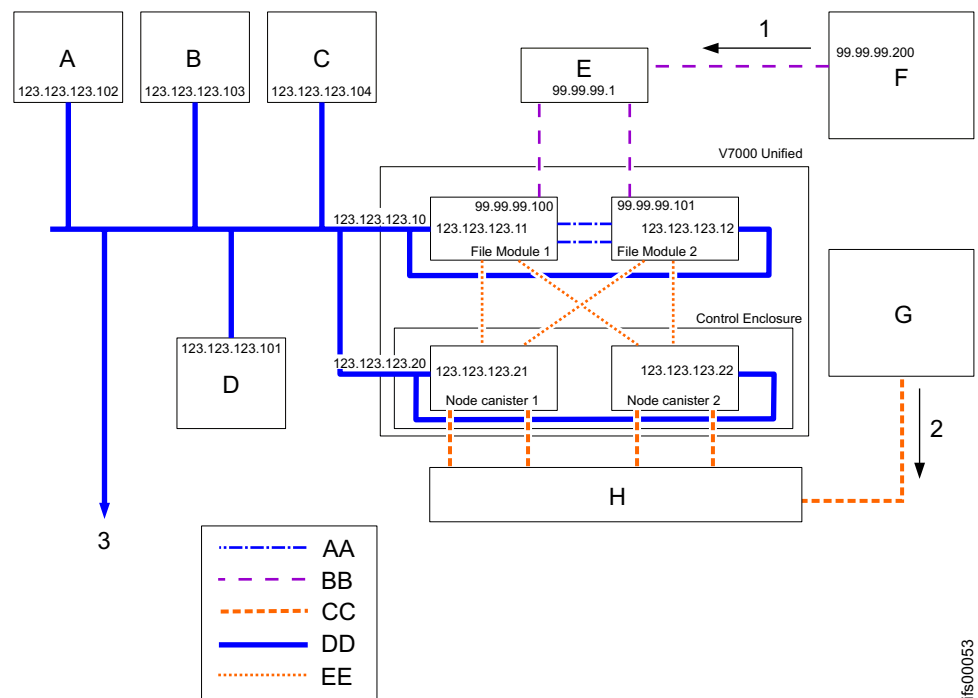 A
123.123.123.102
B
123.123.123.103
C
123.123.123.104
E
99.99.99.1
1
99.99.99.200
F
V7000 Unified
123.123.123.10
99.99.99.100
123.123.123.11
File Module 1
99.99.99.101
123.123.123.12
File Module 2
G
Control Enclosure
123.123.123.101
D
123.123.123.20
123.123.123.21
Node canister 1
123.123.123.22
Node canister 2
2
H
3
AA
BB
CC
DD
EE
ifs00053